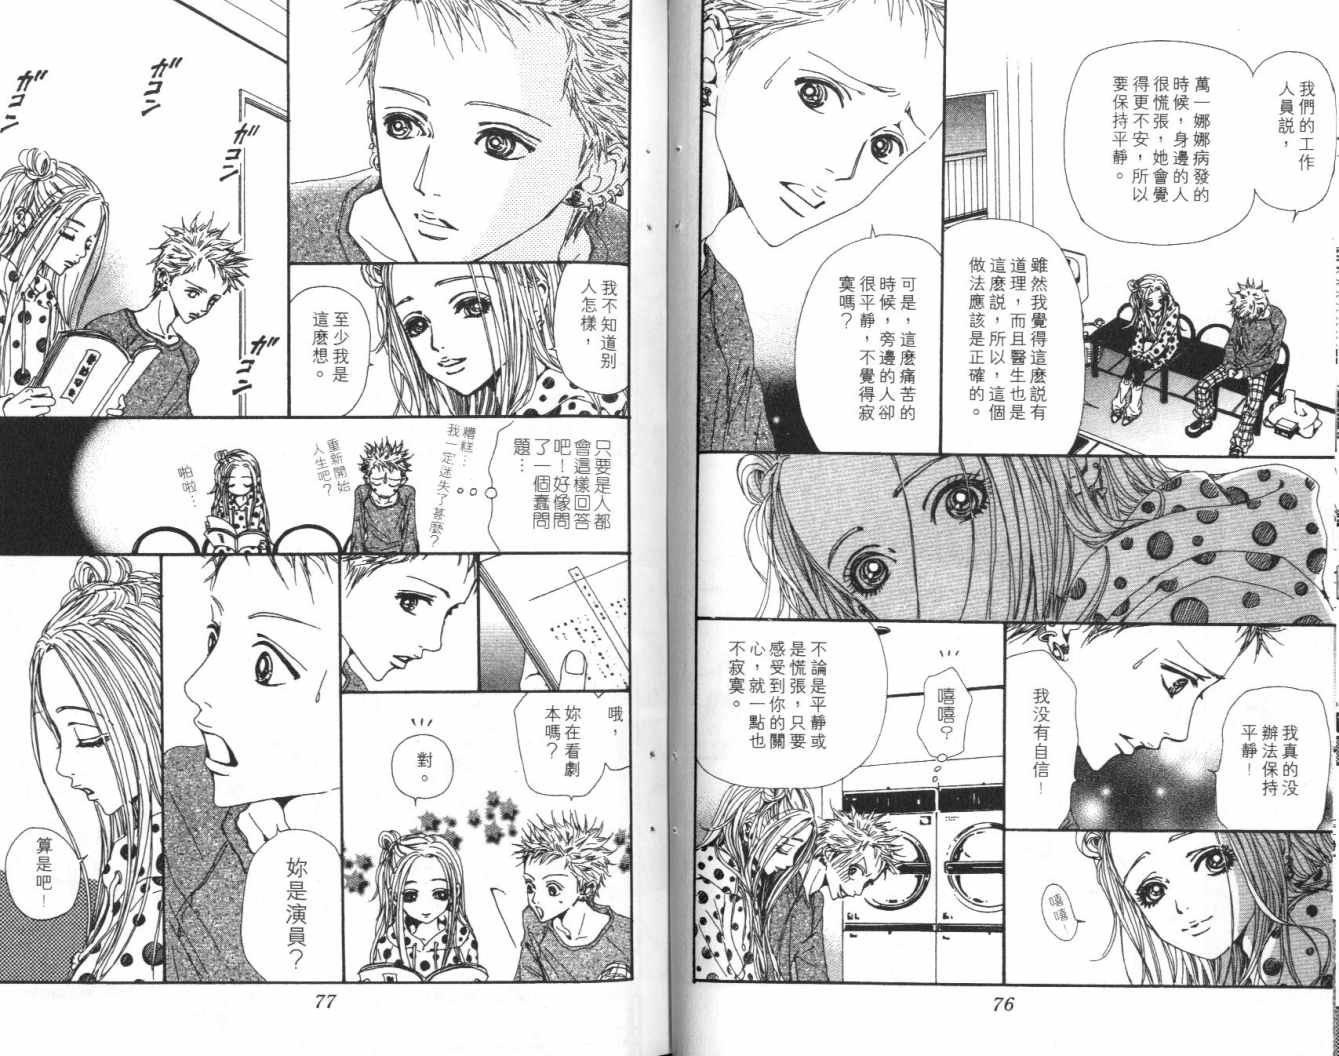 我們的工作
人員說，
萬一娜娜病發的
時候，身邊的人
很慌張，她會覺
得更不安，所以
要保持平靜。
雖然我覺得這麼說有
道理，而且醫生也是
這麼說，所以，這個
做法應該是正確的。
可是，這麼痛苦的
時候，旁邊的人卻
很平靜，不覺得寂
寞嗎？
我真的没
辦法保持
平靜！
我没有自信！
嘻嘻！
嘻嘻？
不論是平靜或
是慌張，只要
感受到你的關
心，就一點也
不寂寞。
76
ガコン
ガコン
ガコン
ガコン
我不知道別
人怎樣，
至少我是
這麼想。
只要是人都
會這樣回答
吧！好像問
了一個蠢問
題…
糟糕…
我一定迷失了甚麼？
重新開始
人生吧？
啪啦…
哦，
妳在看劇
本嗎？
對。
妳是演員？
算是吧！
77